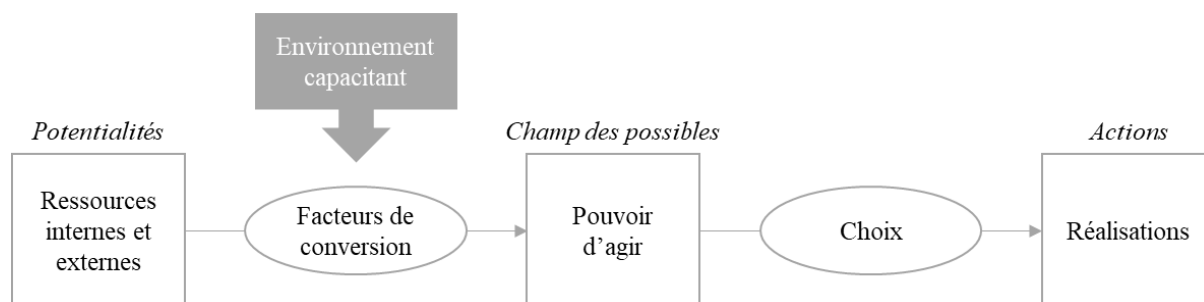 Environnement
capacitant
Potentialités
Champ des possibles
Actions
Ressources
internes et
externes
Facteurs de
conversion
Pouvoir
d’agir
Choix
Réalisations